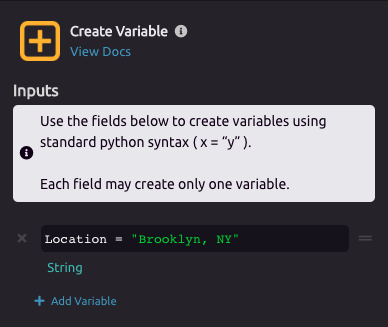 Create Variable
View Docs
Inputs
Use the fields below to create variables using
standard python syntax ( x = “y” ).
Each field may create only one variable.
Location = "Brooklyn, NY"
String
+ Add Variable